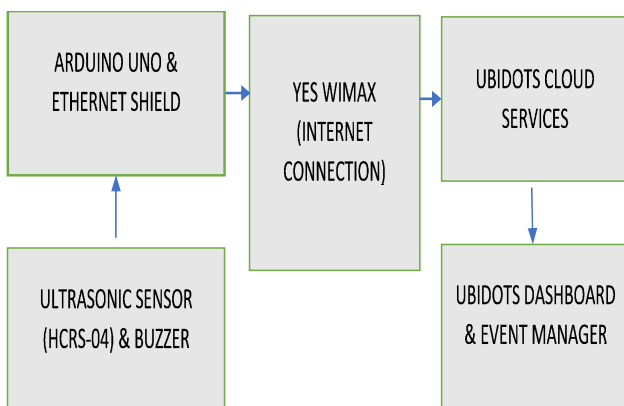 ARDUINO UNO &
ETHERNET SHIELD
YES WIMAX
(INTERNET
CONNECTION)
UBIDOTS CLOUD
SERVICES
ULTRASONIC SENSOR
(HCRS-04) & BUZZER
UBIDOTS DASHBOARD
& EVENT MANAGER